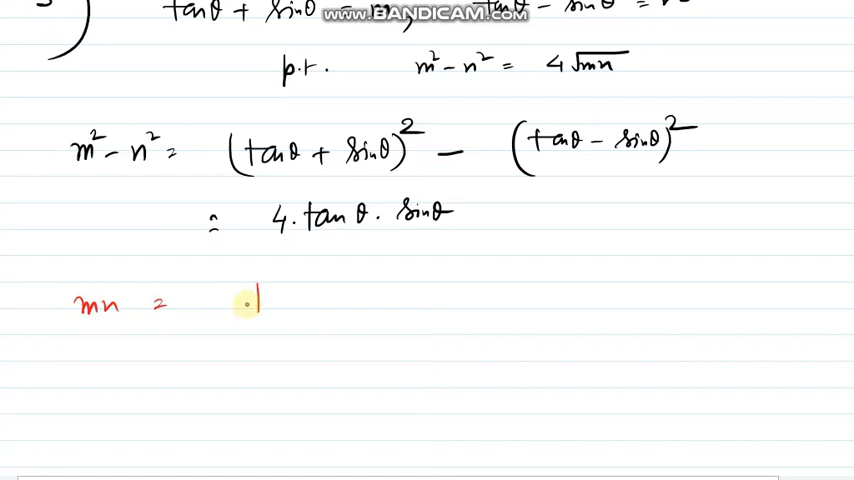 www.BANDICAM.com
tanθ + sinθ = m, tanθ - sinθ =
p.t. m² - n² = 4√mn
m² - n² = (tanθ + sinθ)² - (tanθ - sinθ)²
= 4. tanθ. sinθ
mn =